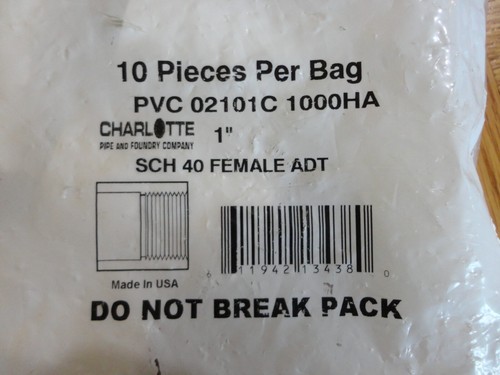 10 Pieces Per Bag
PVC 02101C 1000HA
CHARLOTTE 1"
PIPE AND FOUNDRY COMPANY
SCH 40 FEMALE ADT
6 11942 13438 0
Made In USA
DO NOT BREAK PACK